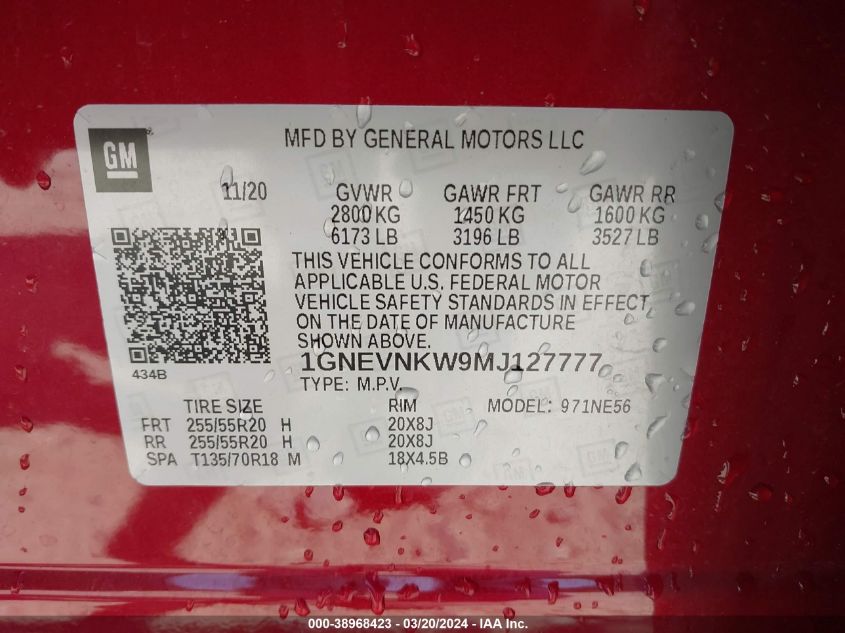 GM
MFD BY GENERAL MOTORS LLC
11/20 GVWR GAWR FRT GAWR RR
2800 KG 1450 KG 1600 KG
6173 LB 3196 LB 3527 LB
THIS VEHICLE CONFORMS TO ALL
APPLICABLE U.S. FEDERAL MOTOR
VEHICLE SAFETY STANDARDS IN EFFECT
ON THE DATE OF MANUFACTURE
SHOWN ABOVE.
434B
1GNEVNKW9MJ127777
TYPE: M.P.V.
TIRE SIZE RIM MODEL: 971NE56
FRT 255/55R20 H 20X8J
RR 255/55R20 H 20X8J
SPA T135/70R18 M 18X4.5B
000-38968423 — 03/20/2024 — IAA Inc.